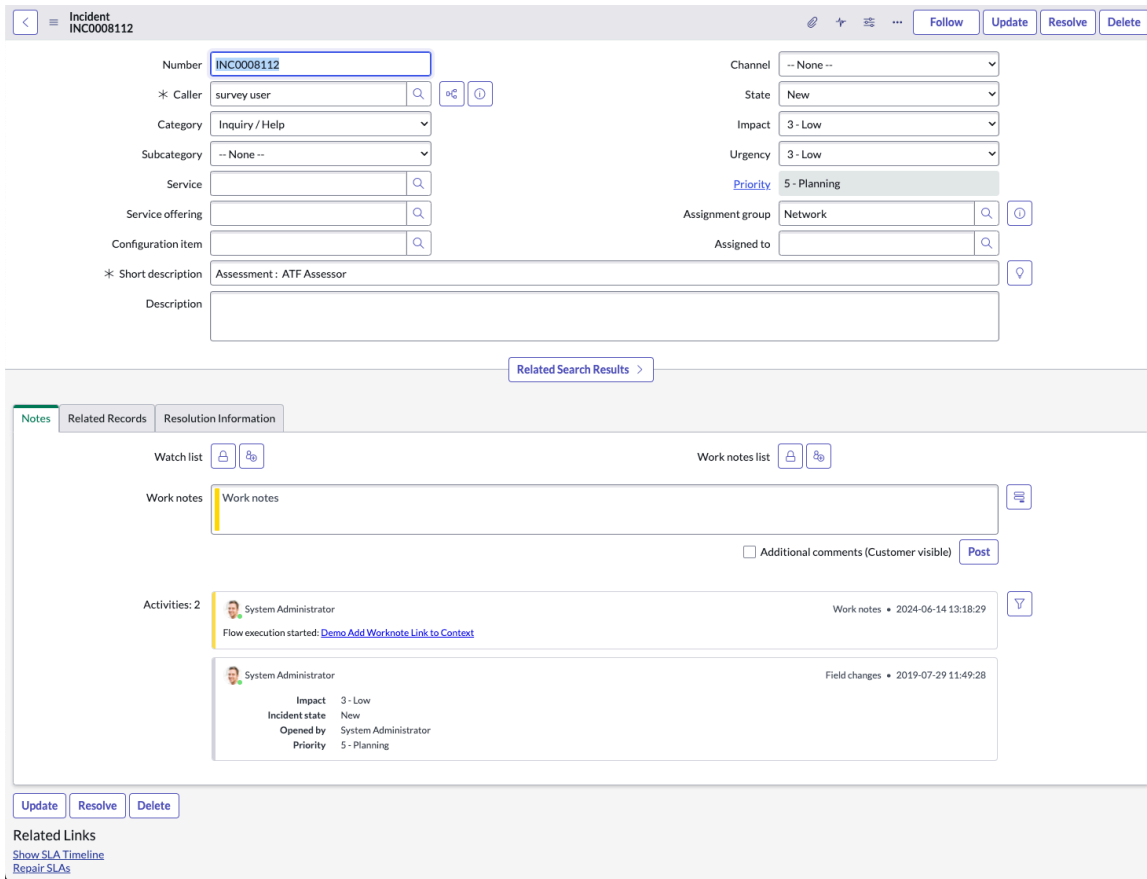 Incident
INC0008112
Follow
Update
Resolve
Delete
Number
INC0008112
Channel
-- None --
Caller
survey user
State
New
Category
Inquiry / Help
Impact
3 - Low
Subcategory
-- None --
Urgency
3 - Low
Service
Priority
5 - Planning
Service offering
Assignment group
Network
Configuration item
Assigned to
Short description
Assessment : ATF Assessor
Description
Related Search Results
Notes
Related Records
Resolution Information
Watch list
Work notes list
Work notes
Work notes
Additional comments (Customer visible)
Post
Activities: 2
System Administrator
Work notes • 2024-06-14 13:18:29
Flow execution started: Demo Add Worknote Link to Context
System Administrator
Field changes • 2019-07-29 11:49:28
Impact 3 - Low
Incident state New
Opened by System Administrator
Priority 5 - Planning
Update
Resolve
Delete
Related Links
Show SLA Timeline
Repair SLAs